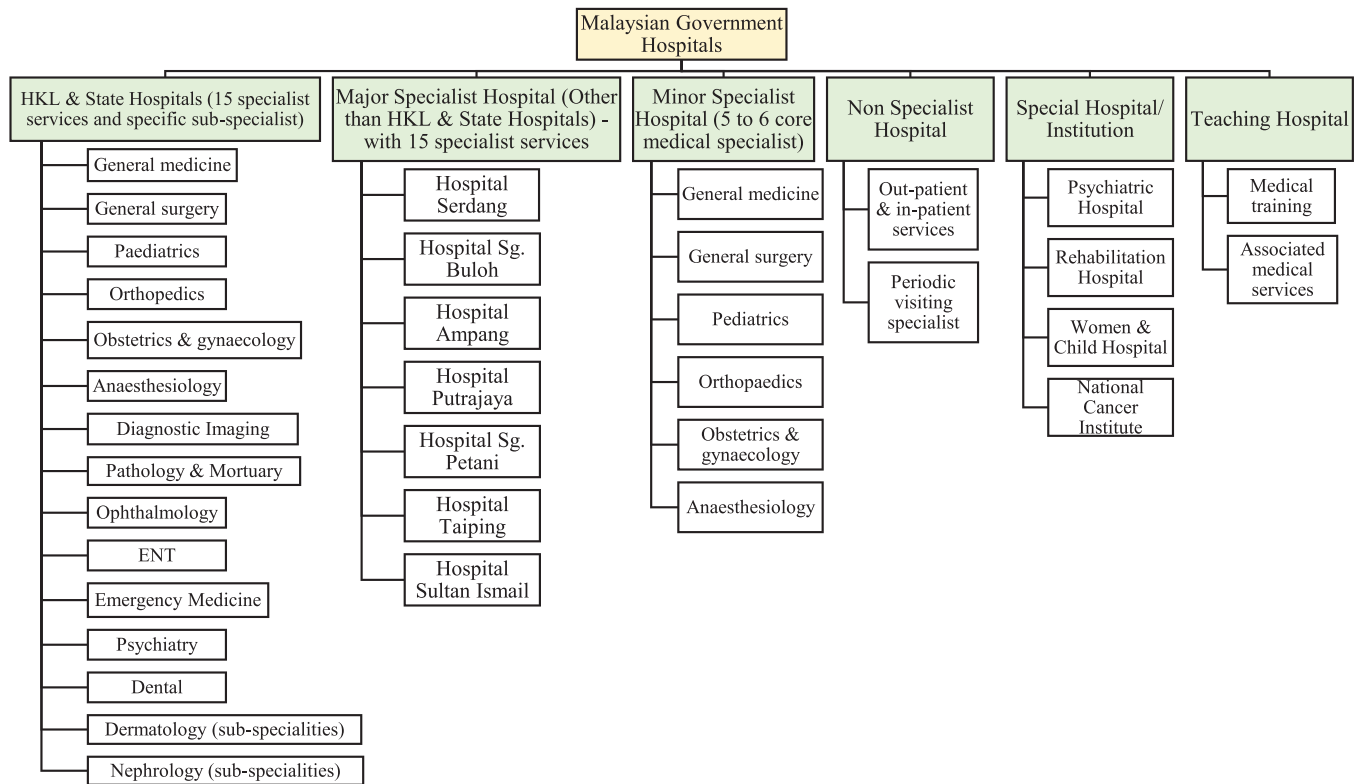 Malaysian Government
Hospitals
HKL & State Hospitals (15 specialist
services and specific sub-specialist)
General medicine
General surgery
Paediatrics
Orthopedics
Obstetrics & gynaecology
Anaesthesiology
Diagnostic Imaging
Pathology & Mortuary
Ophthalmology
ENT
Emergency Medicine
Psychiatry
Dental
Dermatology (sub-specialities)
Nephrology (sub-specialities)
Major Specialist Hospital (Other
than HKL & State Hospitals) -
with 15 specialist services
Hospital
Serdang
Hospital Sg.
Buloh
Hospital
Ampang
Hospital
Putrajaya
Hospital Sg.
Petani
Hospital
Taiping
Hospital
Sultan Ismail
Minor Specialist
Hospital (5 to 6 core
medical specialist)
General medicine
General surgery
Pediatrics
Orthopaedics
Obstetrics &
gynaecology
Anaesthesiology
Non Specialist
Hospital
Out-patient
& in-patient
services
Periodic
visiting
specialist
Special Hospital/
Institution
Psychiatric
Hospital
Rehabilitation
Hospital
Women &
Child Hospital
National
Cancer
Institute
Teaching Hospital
Medical
training
Associated
medical
services